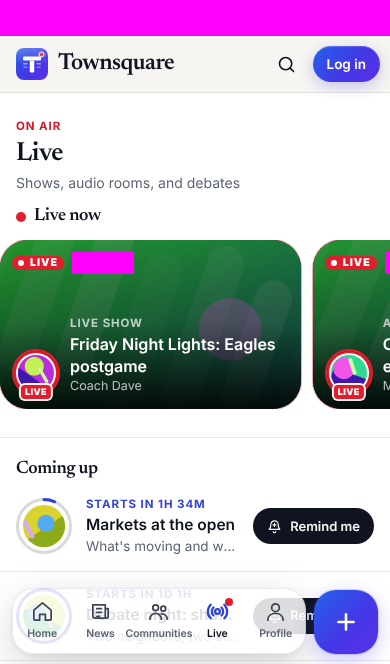 Townsquare
Log in
ON AIR
Live
Shows, audio rooms, and debates
Live now
LIVE
LIVE
LIVE SHOW
Friday Night Lights: Eagles
postgame
Coach Dave
LIVE
LIVE
Coming up
STARTS IN 1H 34M
Markets at the open
What's moving and w...
Remind me
STARTS IN 1D 1H
Home
News
Communities
Live
Profile